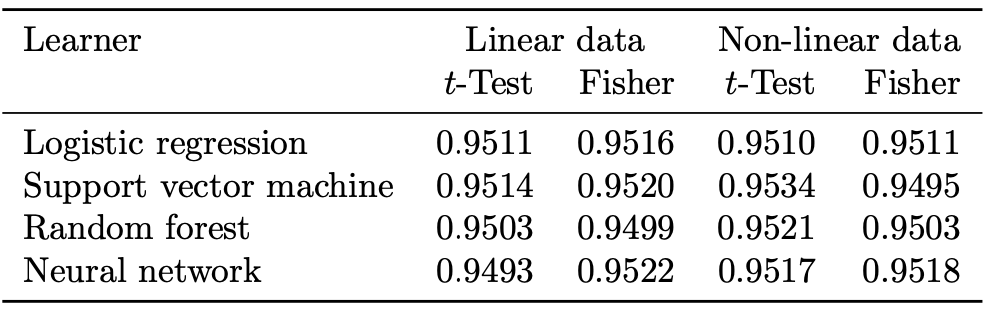 Learner Linear data Non-linear data
t-Test Fisher t-Test Fisher
Logistic regression 0.9511 0.9516 0.9510 0.9511
Support vector machine 0.9514 0.9520 0.9534 0.9495
Random forest 0.9503 0.9499 0.9521 0.9503
Neural network 0.9493 0.9522 0.9517 0.9518